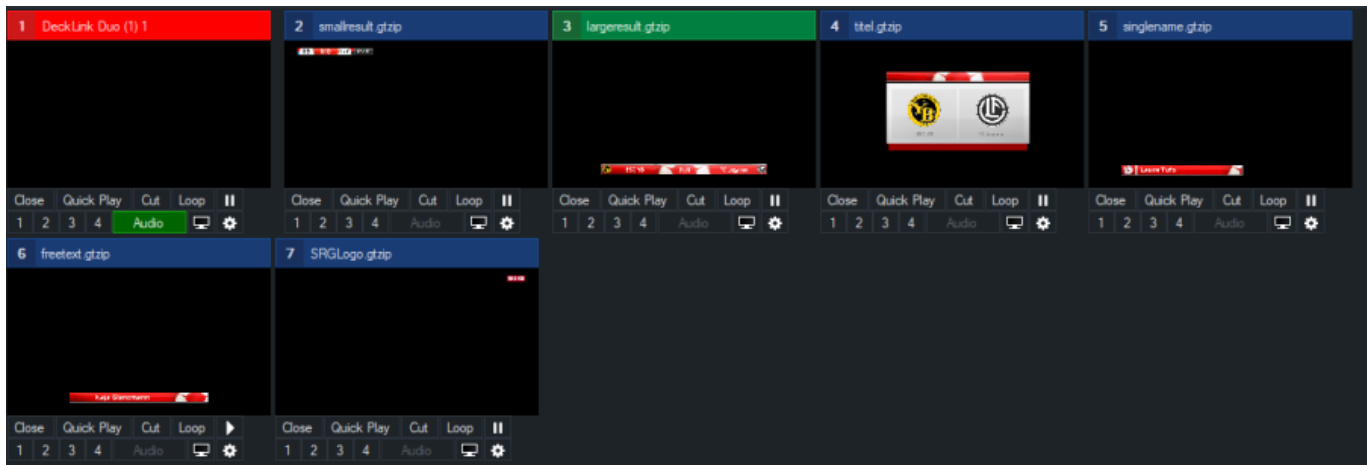 1 DeckLink Duo (1) 1
2 smallresult.gtzip
3 largeresult.gtzip
4 titel.gtzip
5 singlename.gtzip
YB
Close Quick Play Cut Loop
Close Quick Play Cut Loop
Close Quick Play Cut Loop
Close Quick Play Cut Loop
Close Quick Play Cut Loop
1 2 3 4 Audio
1 2 3 4 Audio
1 2 3 4 Audio
1 2 3 4 Audio
1 2 3 4 Audio
6 freetext.gtzip
7 SRGLogo.gtzip
Close Quick Play Cut Loop
Close Quick Play Cut Loop
1 2 3 4 Audio
1 2 3 4 Audio